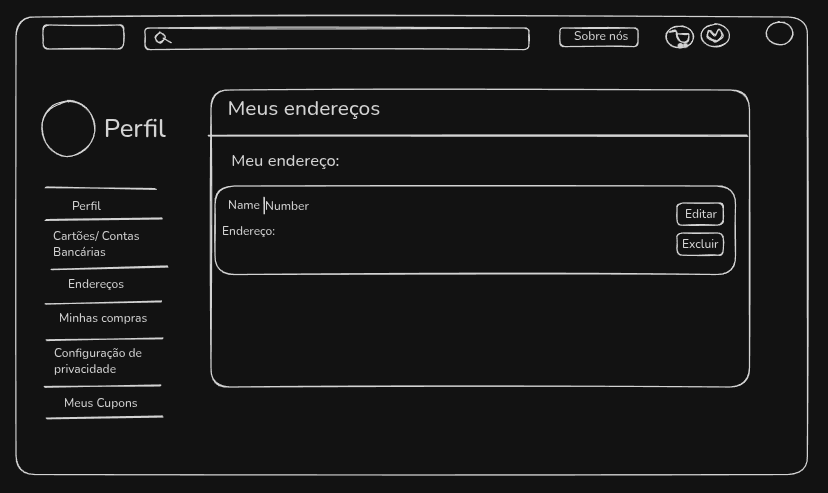 Sobre nós
Perfil
Perfil
Cartões/ Contas
Bancárias
Endereços
Minhas compras
Configuração de
privacidade
Meus Cupons
Meus endereços
Meu endereço:
Name Number
Endereço:
Editar
Excluir